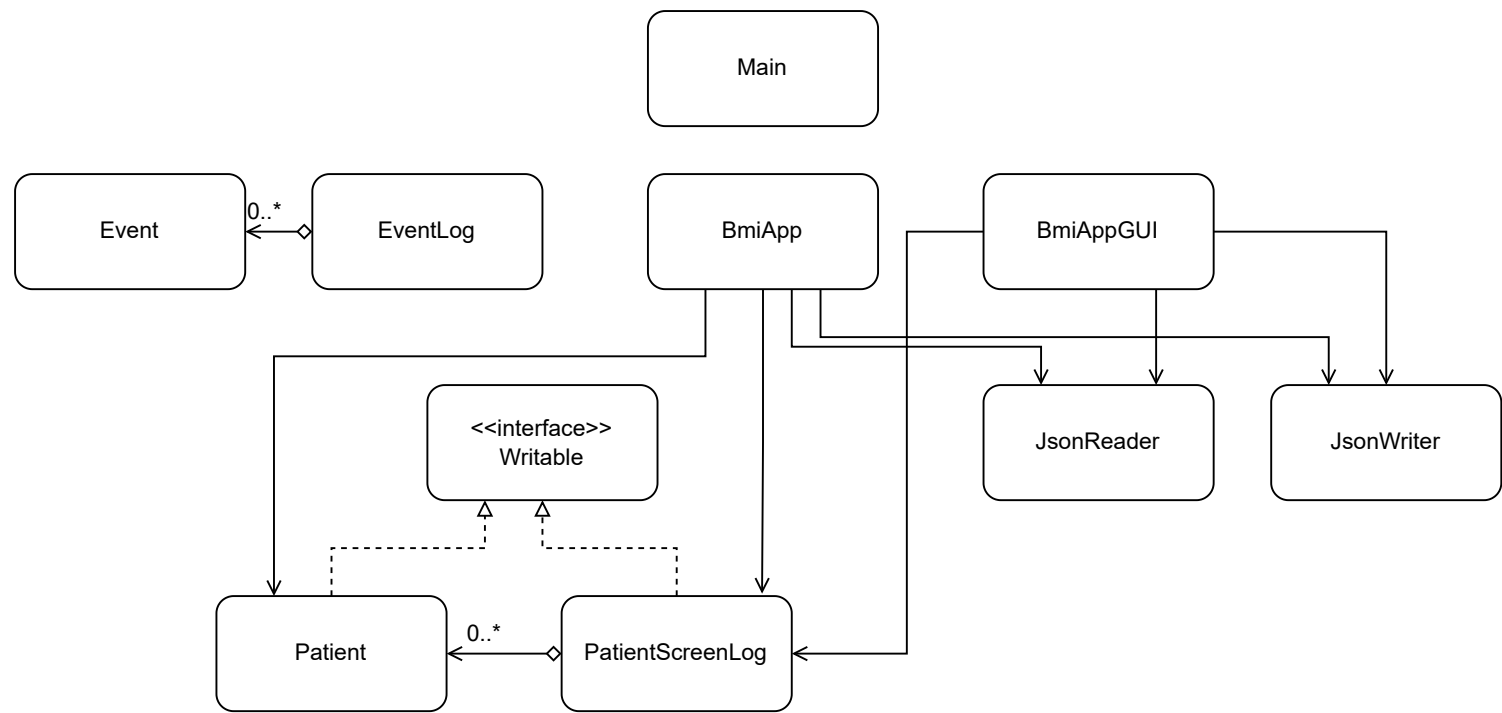 Main
Event
0..*
EventLog
BmiApp
BmiAppGUI
<<interface>>
Writable
JsonReader
JsonWriter
Patient
0..*
PatientScreenLog